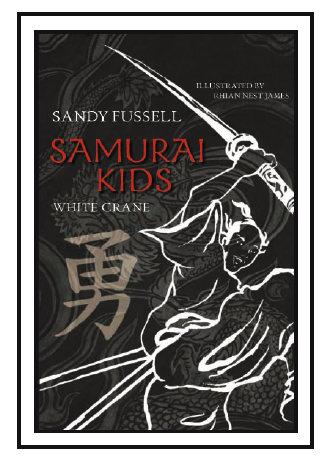 ILLUSTRATED BY
RHIAN NEST JAMES
SANDY FUSSELL
SAMURAI
KIDS
WHITE CRANE
勇